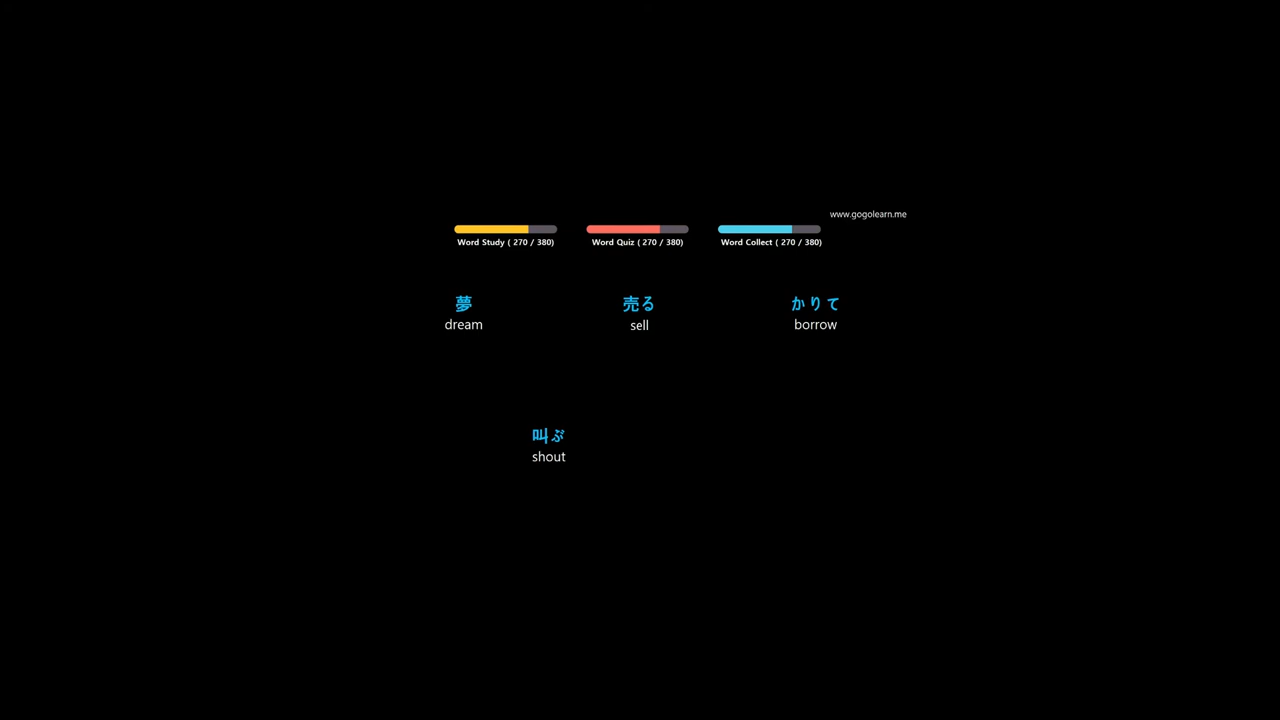 www.gogolearn.me
Word Study ( 270 / 380)
Word Quiz ( 270 / 380)
Word Collect ( 270 / 380)
夢
dream
売る
sell
かりて
borrow
叫ぶ
shout